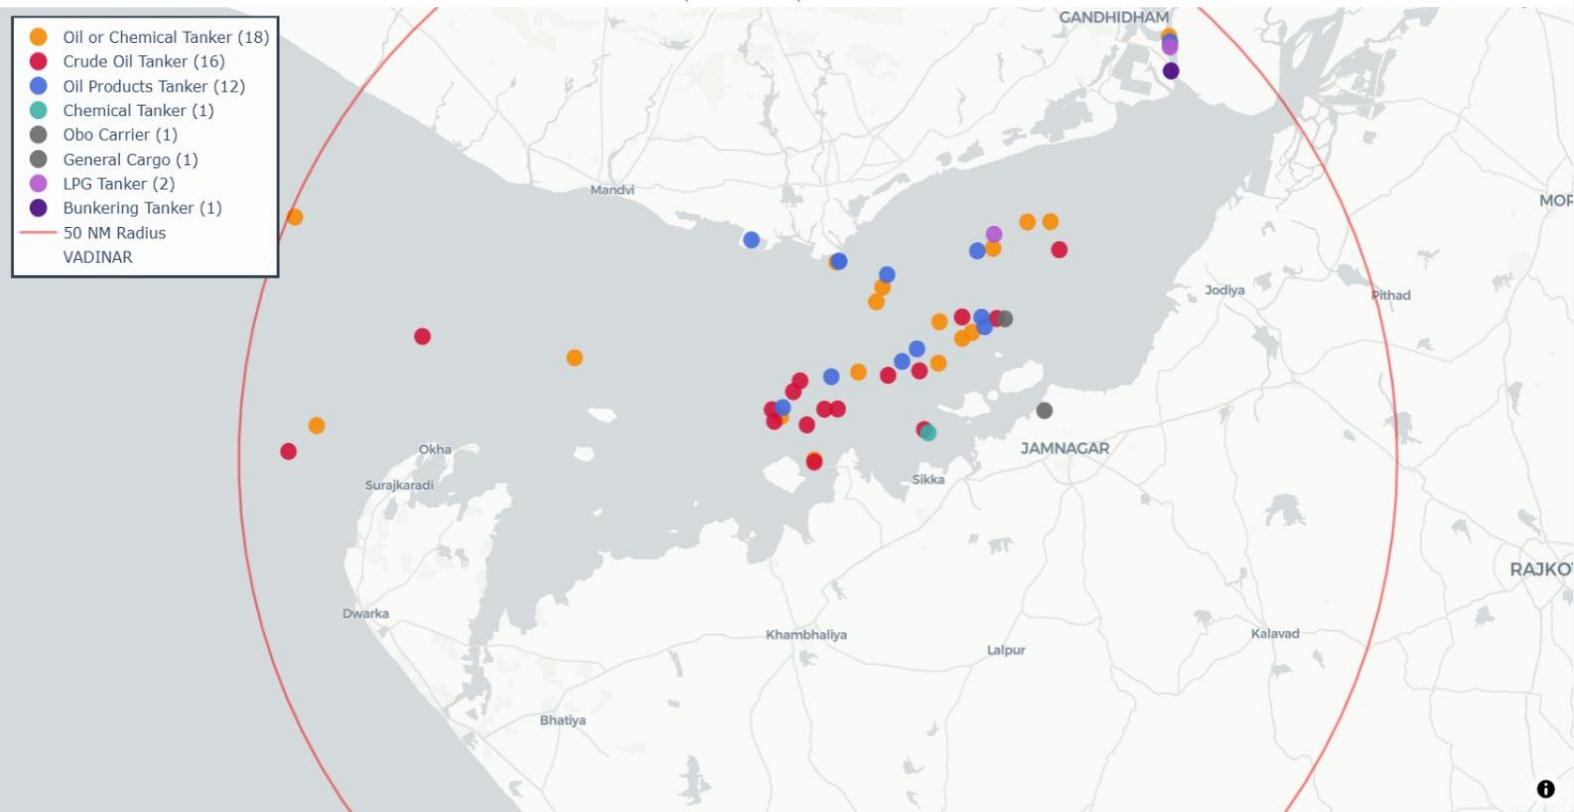 Oil or Chemical Tanker (18)
Crude Oil Tanker (16)
Oil Products Tanker (12)
Chemical Tanker (1)
Obo Carrier (1)
General Cargo (1)
LPG Tanker (2)
Bunkering Tanker (1)
50 NM Radius
VADINAR
GANDHIDHAM
Mandvi
MOR
Jodiya
Pithad
Okha
JAMNAGAR
Surajkaradi
Sikka
RAJKO
Dwarka
Khambhaliya
Kalavad
Lalpur
Bhatiya